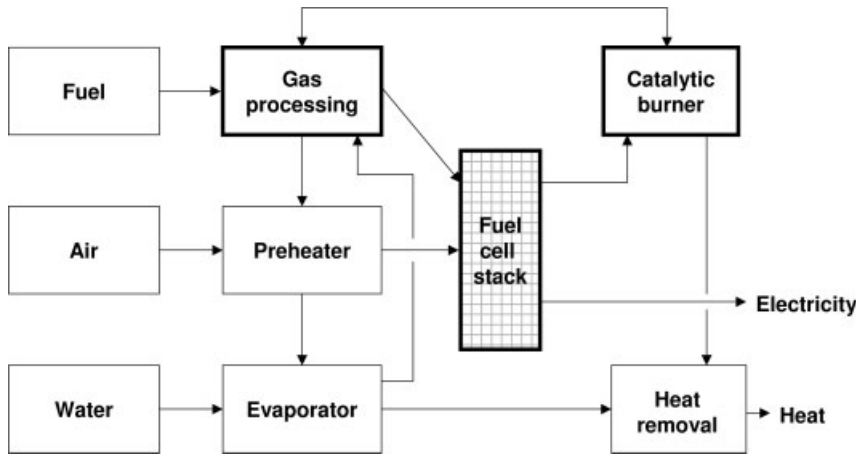 Fuel
Gas
processing
Catalytic
burner
Air
Preheater
Fuel
cell
stack
Electricity
Water
Evaporator
Heat
removal
Heat